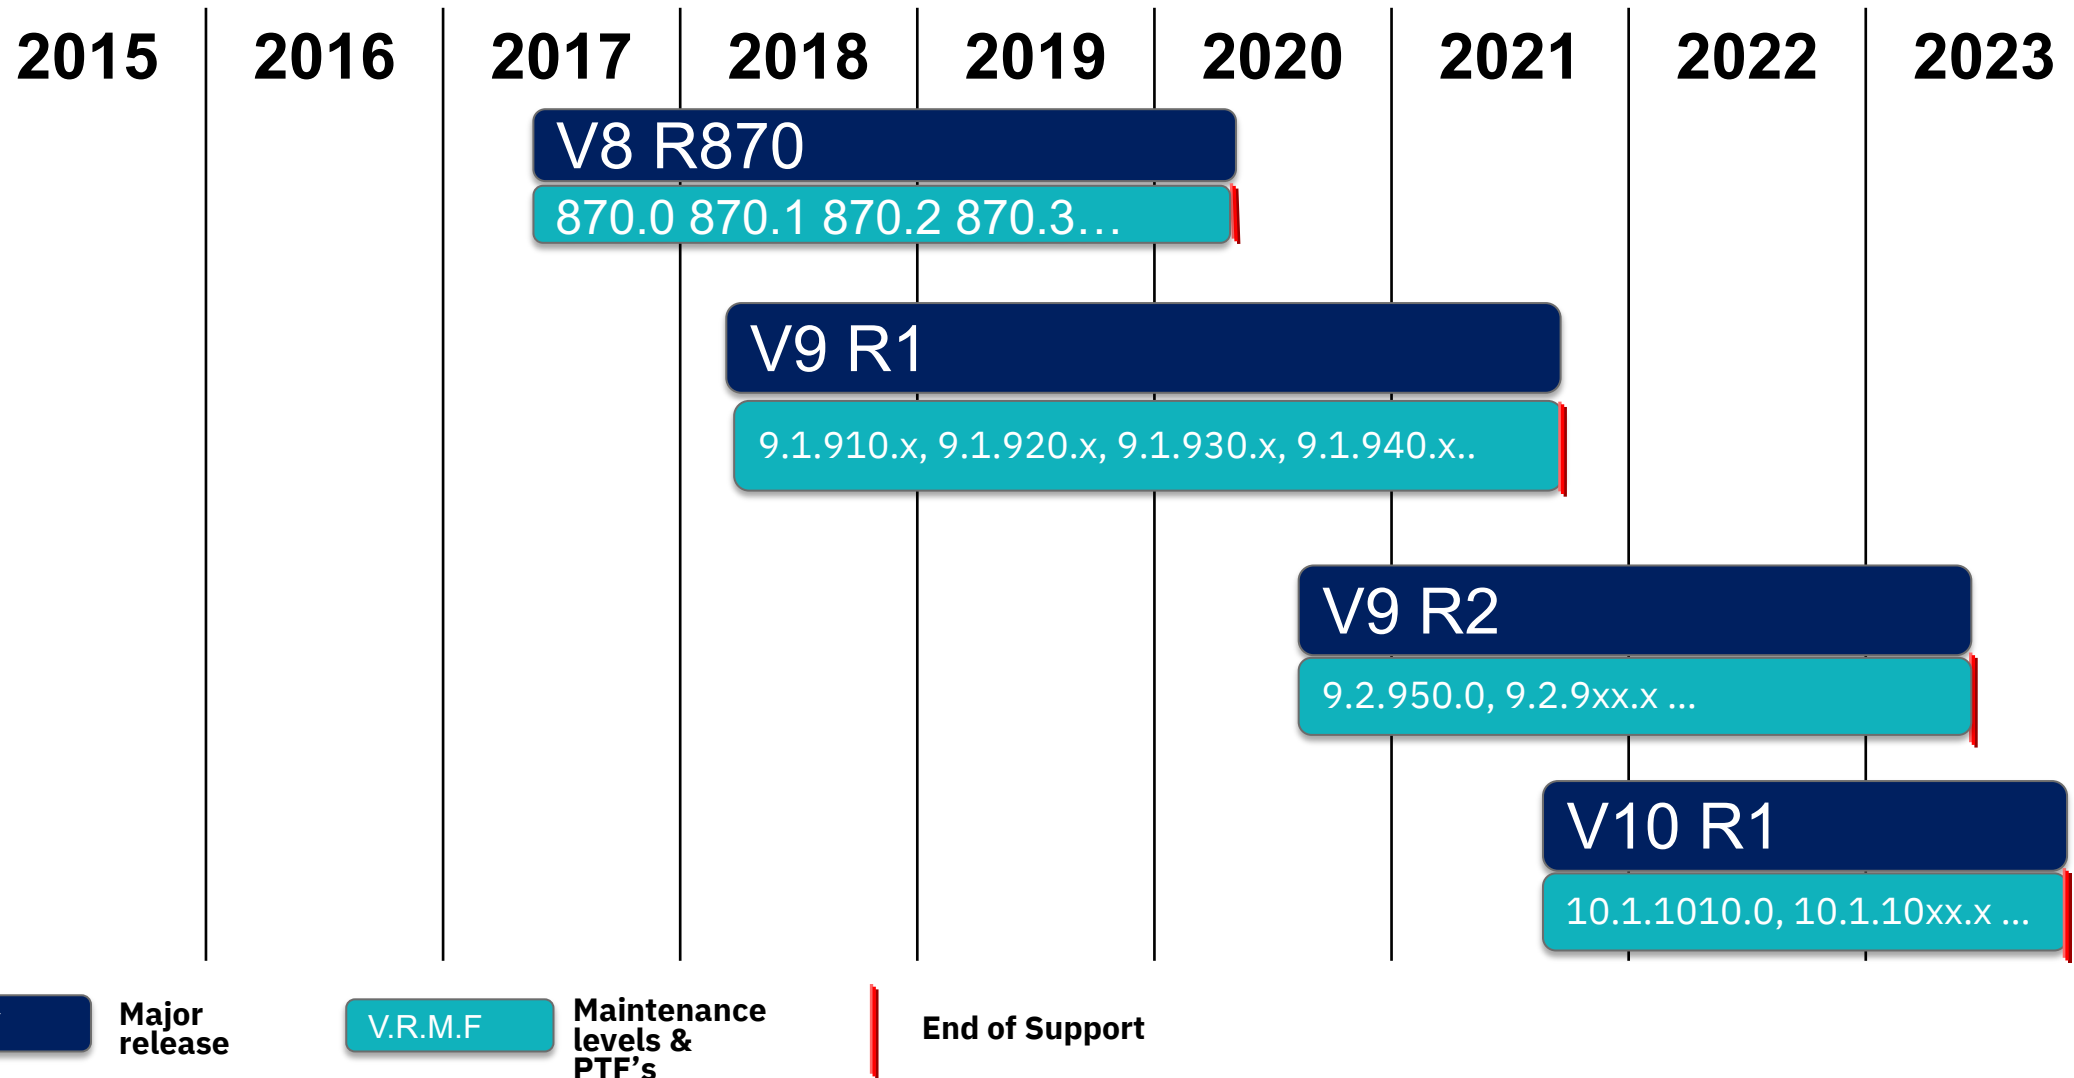 2015 2016 2017 2018 2019 2020 2021 2022 2023
V8 R870
870.0 870.1 870.2 870.3...
V9 R1
9.1.910.x, 9.1.920.x, 9.1.930.x, 9.1.940.x..
V9 R2
9.2.950.0, 9.2.9xx.x ...
V10 R1
10.1.1010.0, 10.1.10xx.x ...
Major
release
V.R.M.F
Maintenance
levels &
PTF’s
End of Support